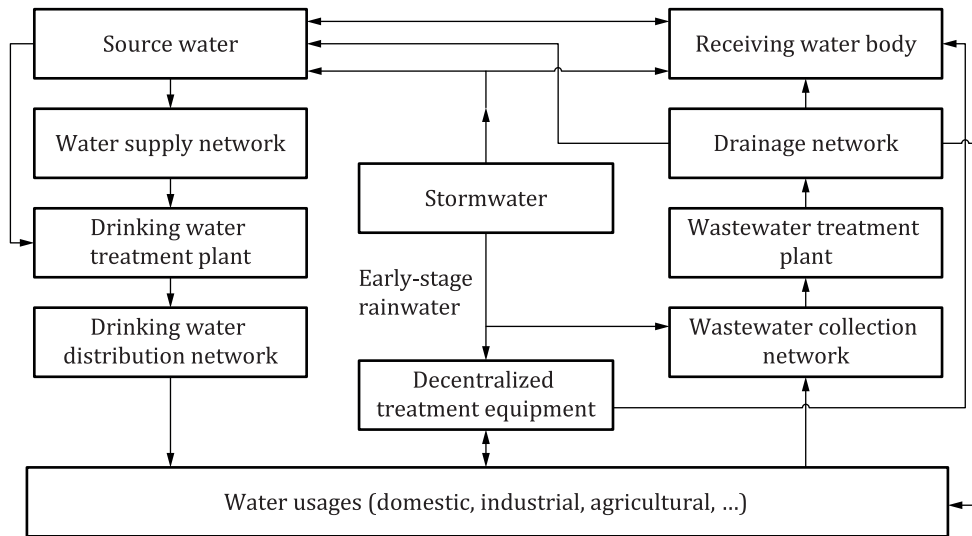 Source water
Receiving water body
Water supply network
Drainage network
Stormwater
Drinking water
treatment plant
Wastewater treatment
plant
Early-stage
rainwater
Drinking water
distribution network
Wastewater collection
network
Decentralized
treatment equipment
Water usages (domestic, industrial, agricultural, ...)